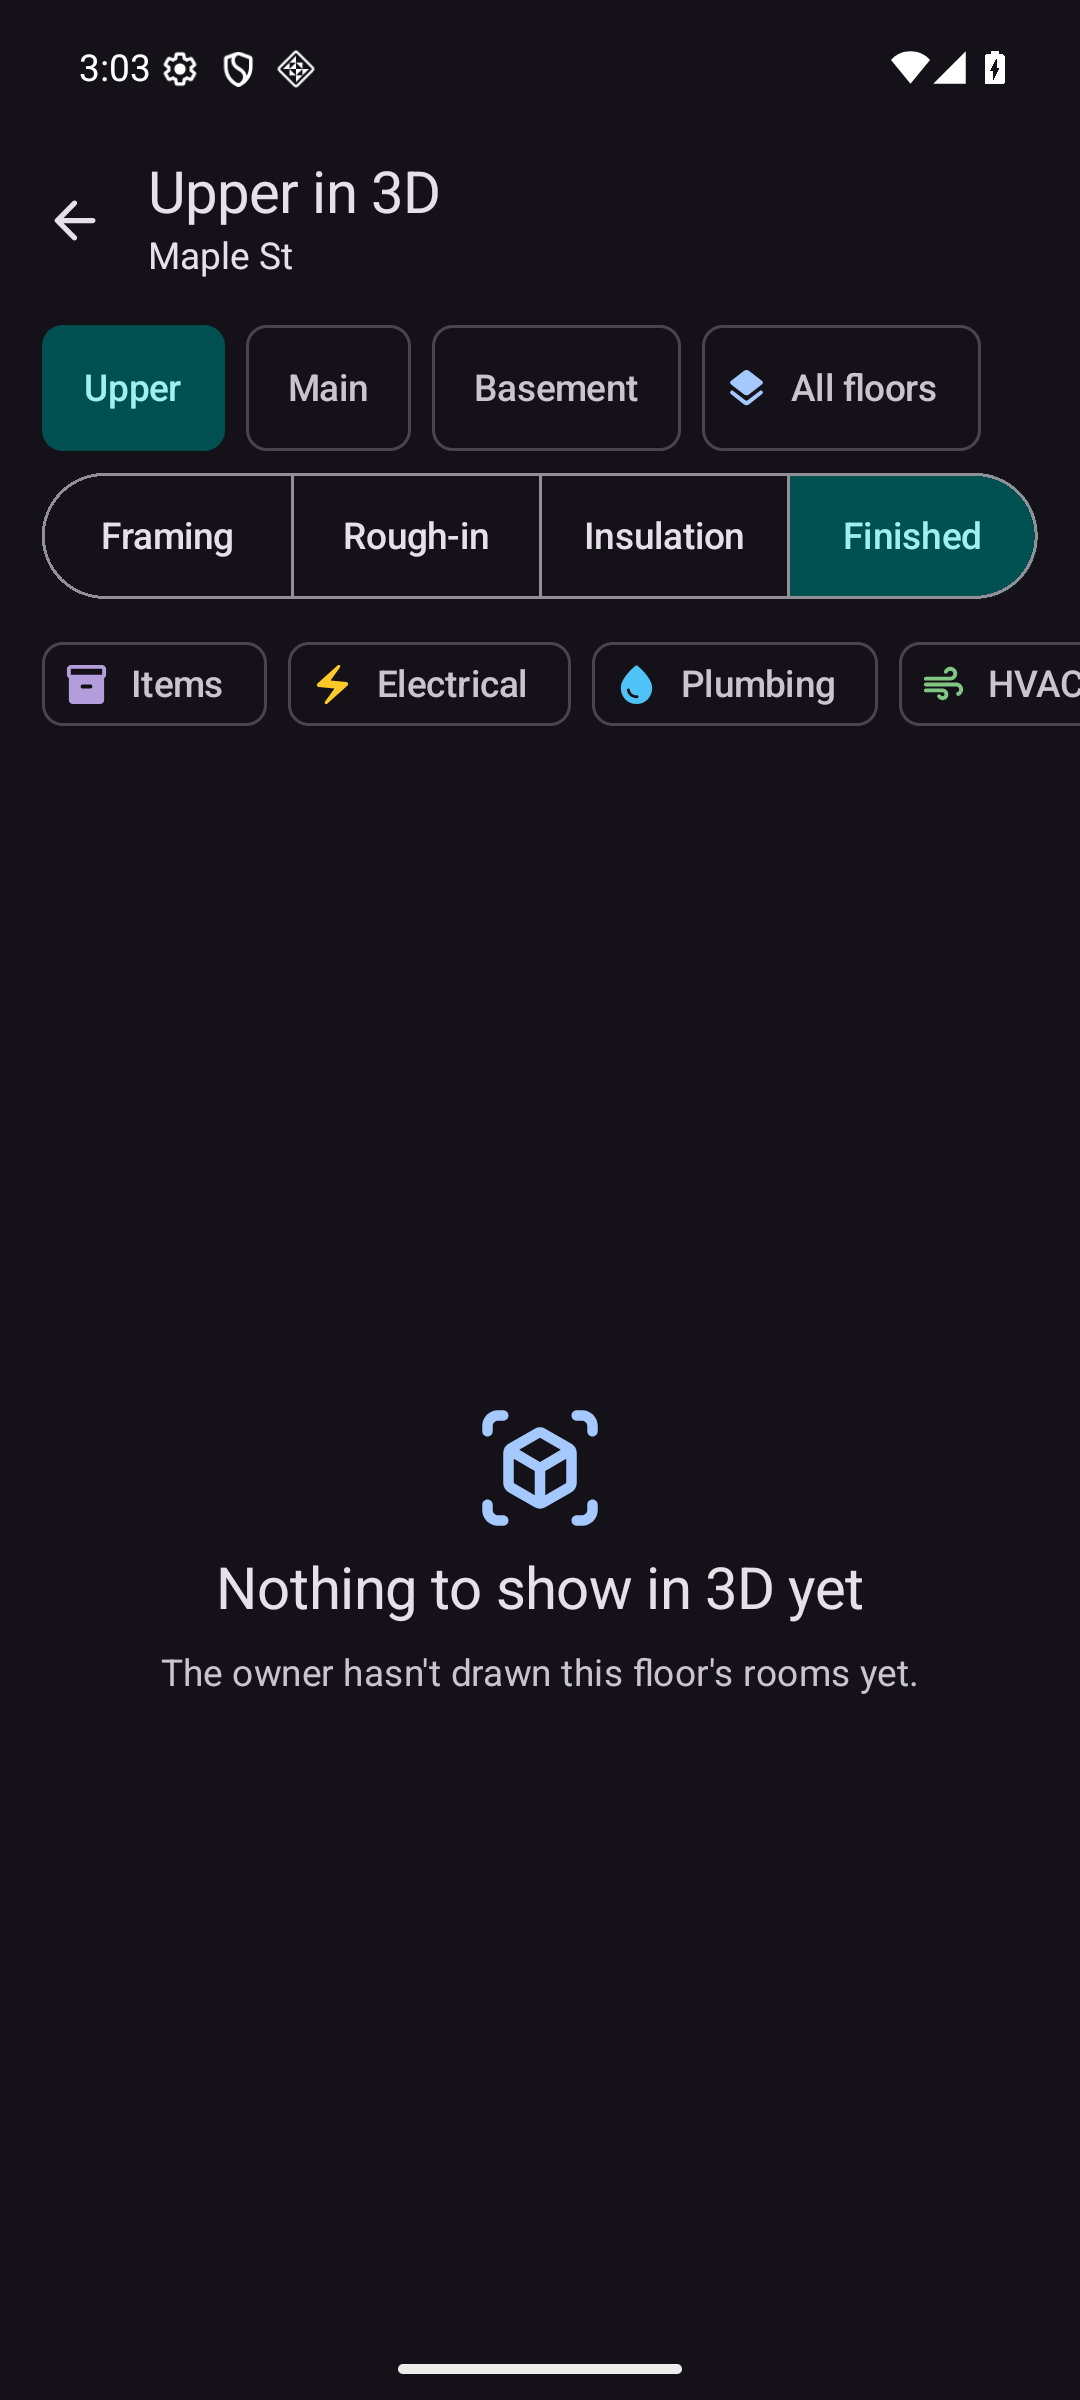 3:03
Upper in 3D
Maple St
Upper Main Basement All floors
Framing Rough-in Insulation Finished
Items Electrical Plumbing HVAC
Nothing to show in 3D yet
The owner hasn't drawn this floor's rooms yet.